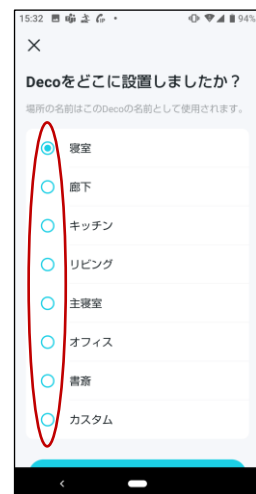 15:32
94%
Decoをどこに設置しましたか？
場所の名前はこのDecoの名前として使用されます。
寝室
廊下
キッチン
リビング
主寝室
オフィス
書斎
カスタム